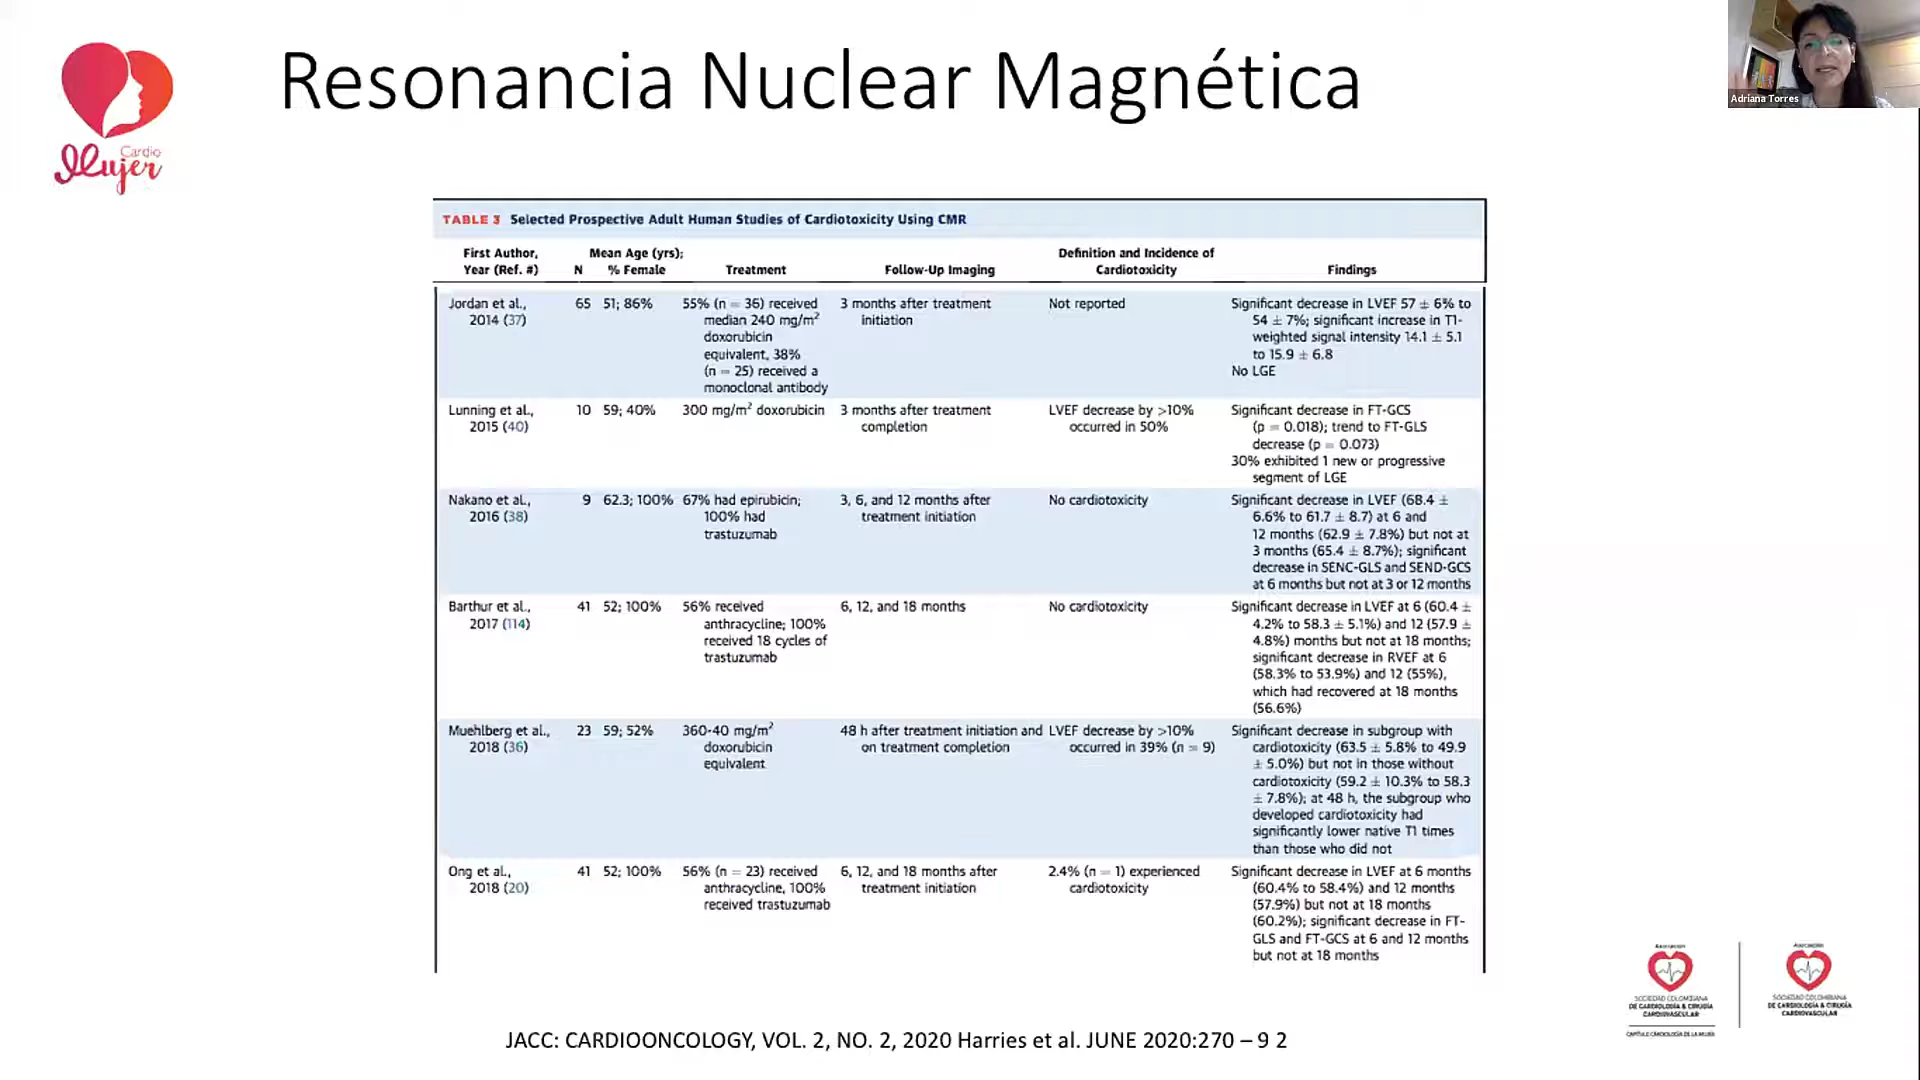 Resonancia Nuclear Magnética
Adriana Torres
Cardio
Mujer
TABLE 3 Selected Prospective Adult Human Studies of Cardiotoxicity Using CMR
First Author,
Year (Ref. #)
N
Mean Age (yrs);
% Female
Treatment
Follow-Up Imaging
Definition and Incidence of
Cardiotoxicity
Findings
Jordan et al.,
2014 (37)
65
51; 86%
55% (n = 36) received
median 240 mg/m²
doxorubicin
equivalent, 38%
(n = 25) received a
monoclonal antibody
3 months after treatment
initiation
Not reported
Significant decrease in LVEF 57 ± 6% to
54 ± 7%; significant increase in T1-
weighted signal intensity 14.1 ± 5.1
to 15.9 ± 6.8
No LGE
Lunning et al.,
2015 (40)
10
59; 40%
300 mg/m² doxorubicin
3 months after treatment
completion
LVEF decrease by >10%
occurred in 50%
Significant decrease in FT-GCS
(p = 0.018); trend to FT-GLS
decrease (p = 0.073)
30% exhibited 1 new or progressive
segment of LGE
Nakano et al.,
2016 (38)
9
62.3; 100%
67% had epirubicin;
100% had
trastuzumab
3, 6, and 12 months after
treatment initiation
No cardiotoxicity
Significant decrease in LVEF (68.4 ±
6.6% to 61.7 ± 8.7) at 6 and
12 months (62.9 ± 7.8%) but not at
3 months (65.4 ± 8.7%); significant
decrease in SENC-GLS and SEND-GCS
at 6 months but not at 3 or 12 months
Barthur et al.,
2017 (114)
41
52; 100%
56% received
anthracycline; 100%
received 18 cycles of
trastuzumab
6, 12, and 18 months
No cardiotoxicity
Significant decrease in LVEF at 6 (60.4 ±
4.2% to 58.3 ± 5.1%) and 12 (57.9 ±
4.8%) months but not at 18 months;
significant decrease in RVEF at 6
(58.3% to 53.9%) and 12 (55%),
which had recovered at 18 months
(56.6%)
Muehlberg et al.,
2018 (36)
23
59; 52%
360-40 mg/m²
doxorubicin
equivalent
48 h after treatment initiation and
on treatment completion
LVEF decrease by >10%
occurred in 39% (n = 9)
Significant decrease in subgroup with
cardiotoxicity (63.5 ± 5.8% to 49.9
± 5.0%) but not in those without
cardiotoxicity (59.2 ± 10.3% to 58.3
± 7.8%); at 48 h, the subgroup who
developed cardiotoxicity had
significantly lower native T1 times
than those who did not
Ong et al.,
2018 (20)
41
52; 100%
56% (n = 23) received
anthracycline, 100%
received trastuzumab
6, 12, and 18 months after
treatment initiation
2.4% (n = 1) experienced
cardiotoxicity
Significant decrease in LVEF at 6 months
(60.4% to 58.4%) and 12 months
(57.9%) but not at 18 months
(60.2%); significant decrease in FT-
GLS and FT-GCS at 6 and 12 months
but not at 18 months
JACC: CARDIOONCOLOGY, VOL. 2, NO. 2, 2020 Harries et al. JUNE 2020:270 – 9 2
SOCIEDAD COLOMBIANA
DE CARDIOLOGÍA & CIRUGÍA
CARDIOVASCULAR
CAPÍTULO CARDIOLOGÍA DE LA MUJER
SOCIEDAD COLOMBIANA
DE CARDIOLOGÍA & CIRUGÍA
CARDIOVASCULAR